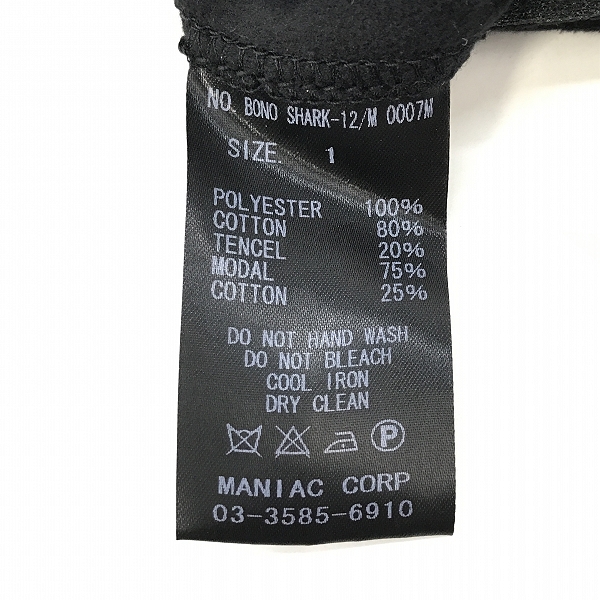 NO. BONO SHARK-12/M 0007M
SIZE. 1
POLYESTER 100%
COTTON 80%
TENCEL 20%
MODAL 75%
COTTON 25%
DO NOT HAND WASH
DO NOT BLEACH
COOL IRON
DRY CLEAN
P
MANIAC CORP
03-3585-6910